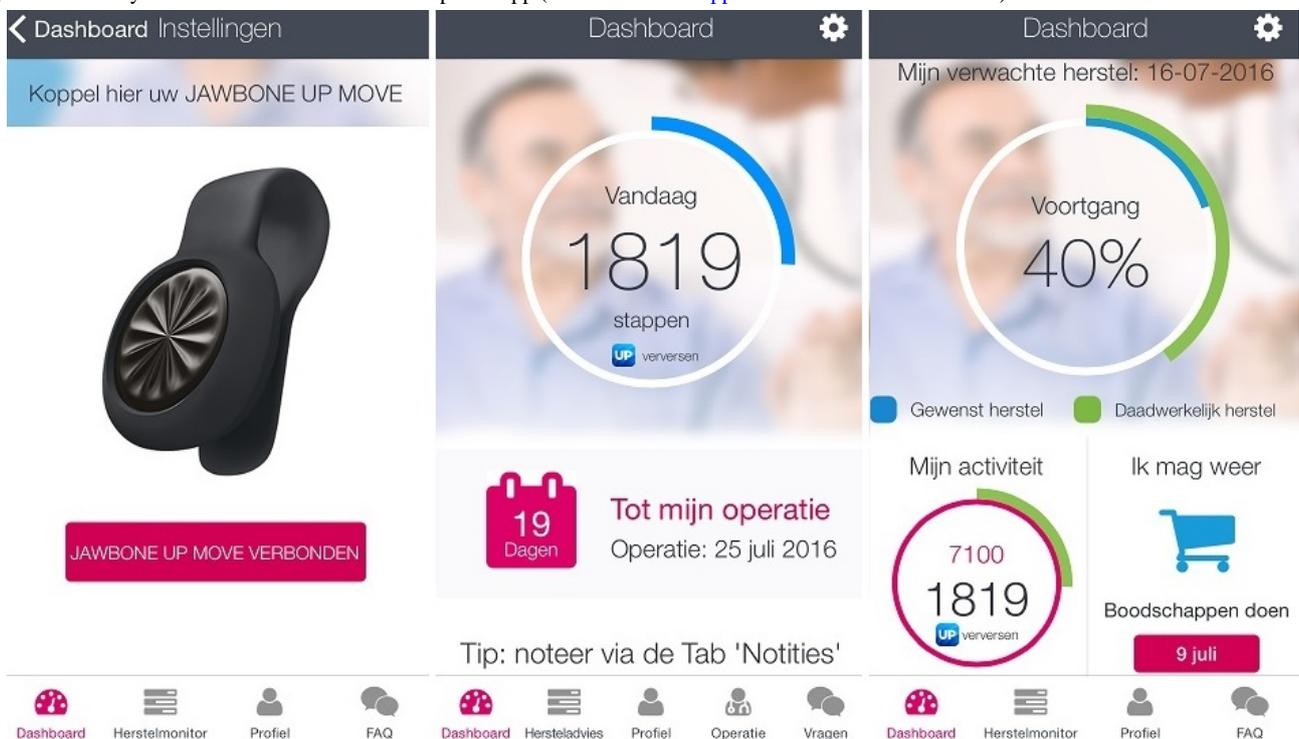 Dashboard Instellingen
Koppel hier uw JAWBONE UP MOVE
JAWBONE UP MOVE VERBONDEN
Dashboard Herstelmonitor Profiel FAQ
Dashboard
Vandaag
1819
stappen
UP verversen
19
Dagen
Tot mijn operatie
Operatie: 25 juli 2016
Tip: noteer via de Tab 'Notities'
Dashboard Hersteladvies Profiel Operatie Vragen
Dashboard
Mijn verwachte herstel: 16-07-2016
Voortgang
40%
Gewenst herstel Daadwerkelijk herstel
Mijn activiteit
7100
1819
UP verversen
Ik mag weer
Boodschappen doen
9 juli
Dashboard Herstelmonitor Profiel FAQ